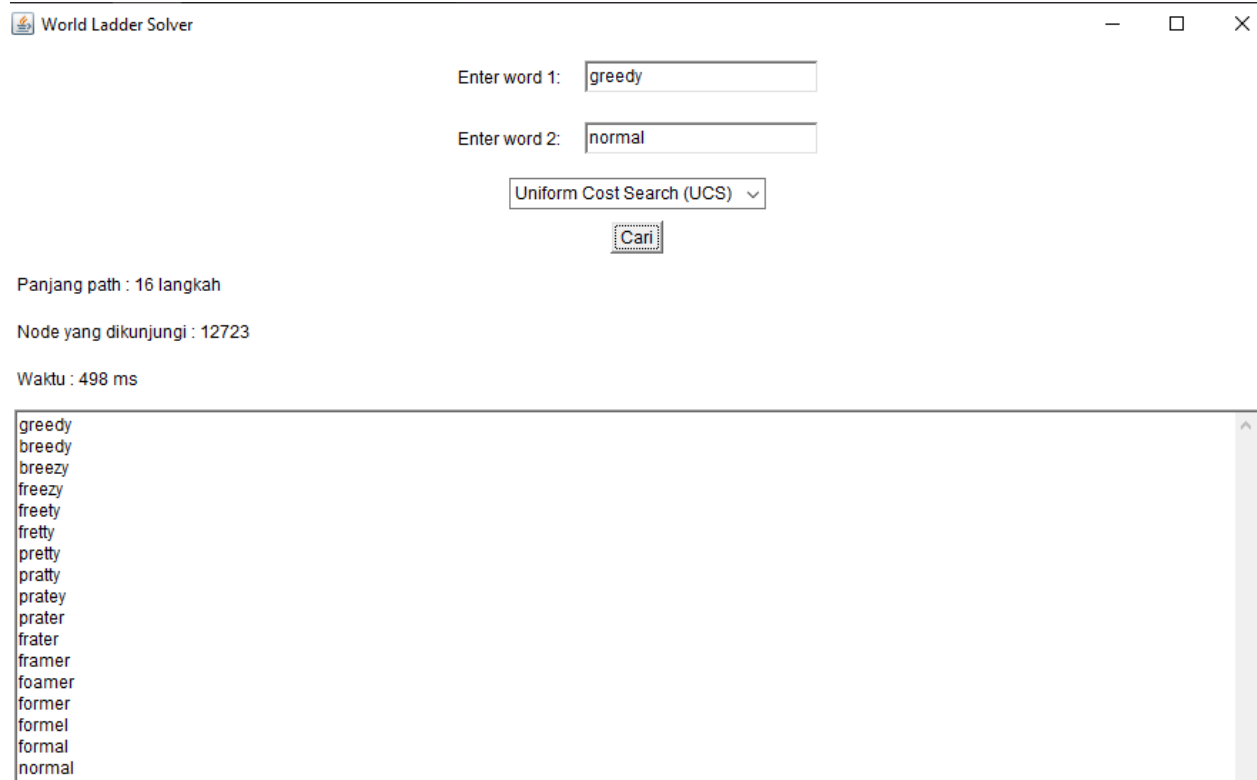 World Ladder Solver
Enter word 1: greedy
Enter word 2: normal
Uniform Cost Search (UCS)
Cari
Panjang path : 16 langkah
Node yang dikunjungi : 12723
Waktu : 498 ms
greedy
breedy
breezy
freezy
freety
fretty
pretty
pratty
pratey
prater
frater
framer
foamer
former
formel
formal
normal